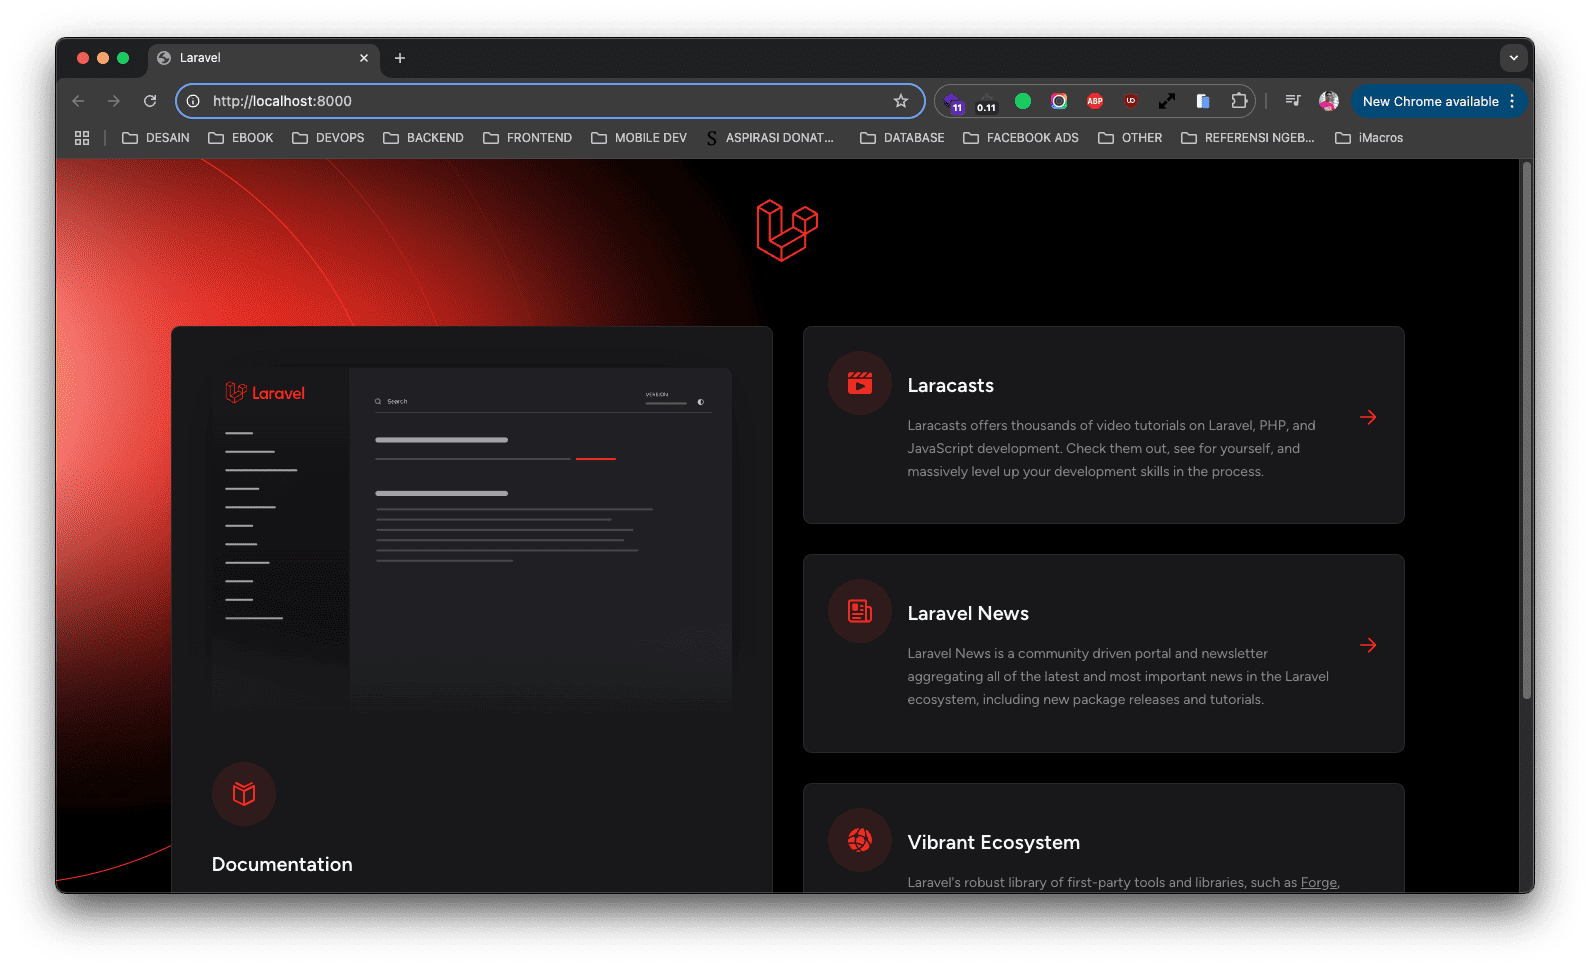 Laravel
http://localhost:8000
11
0.11
ABP
UD
New Chrome available
DESAIN
EBOOK
DEVOPS
BACKEND
FRONTEND
MOBILE DEV
S
ASPIRASI DONAT...
DATABASE
FACEBOOK ADS
OTHER
REFERENSI NGEB...
iMacros
Laravel
Search
VERSION
Documentation
Laracasts
Laracasts offers thousands of video tutorials on Laravel, PHP, and
JavaScript development. Check them out, see for yourself, and
massively level up your development skills in the process.
Laravel News
Laravel News is a community driven portal and newsletter
aggregating all of the latest and most important news in the Laravel
ecosystem, including new package releases and tutorials.
Vibrant Ecosystem
Laravel's robust library of first-party tools and libraries, such as Forge,